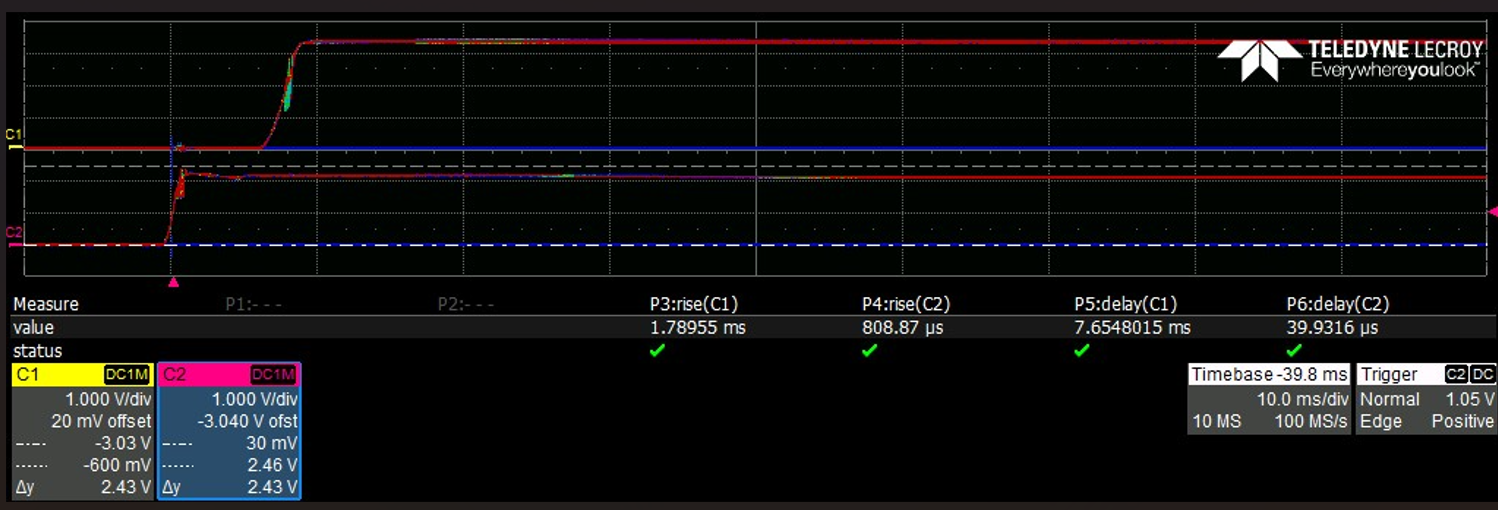 TELEDYNE LECROY
Everywhereyoulook™
C1
C2
Measure P1:- - - P2:- - - P3:rise(C1) P4:rise(C2) P5:delay(C1) P6:delay(C2)
value 1.78955 ms 808.87 µs 7.6548015 ms 39.9316 µs
status
C1 DC1M
1.000 V/div
20 mV offset
-3.03 V
-600 mV
Δy 2.43 V
C2 DC1M
1.000 V/div
-3.040 V ofst
30 mV
2.46 V
Δy 2.43 V
Timebase -39.8 ms
10.0 ms/div
10 MS 100 MS/s
Trigger C2 DC
Normal 1.05 V
Edge Positive